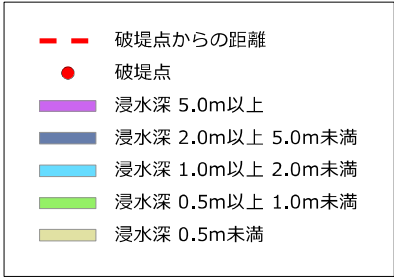 破堤点からの距離
破堤点
浸水深 5.0m以上
浸水深 2.0m以上 5.0m未満
浸水深 1.0m以上 2.0m未満
浸水深 0.5m以上 1.0m未満
浸水深 0.5m未満